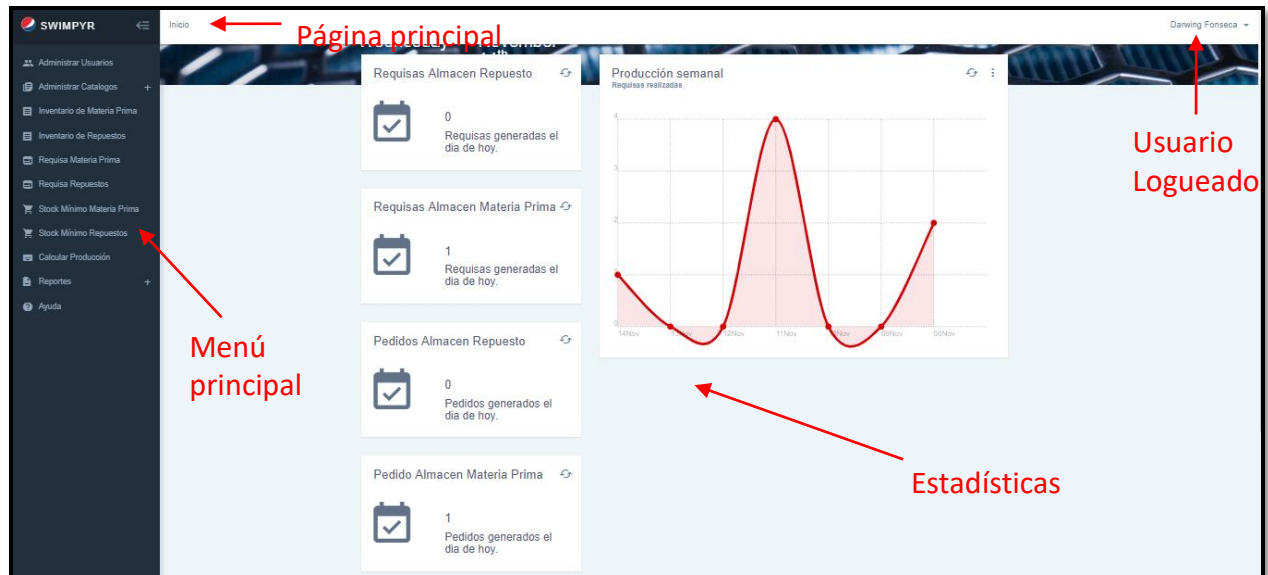 SWIMPYR
Inicio
Página principal
Darwing Fonseca
Usuario
Logueado
Administrar Usuarios
Administrar Catalogos +
Inventario de Materia Prima
Inventario de Repuestos
Requisa Materia Prima
Requisa Repuestos
Stock Mínimo Materia Prima
Stock Mínimo Repuestos
Calcular Producción
Reportes +
Ayuda
Menú
principal
Requisas Almacen Repuesto
0
Requisas generadas el
dia de hoy.
Requisas Almacen Materia Prima
1
Requisas generadas el
dia de hoy.
Pedidos Almacen Repuesto
0
Pedidos generados el
dia de hoy.
Pedido Almacen Materia Prima
1
Pedidos generados el
dia de hoy.
Producción semanal
Requisas realizadas
4
3
2
0
14Nov 12Nov 11Nov 09Nov 08Nov
Estadísticas